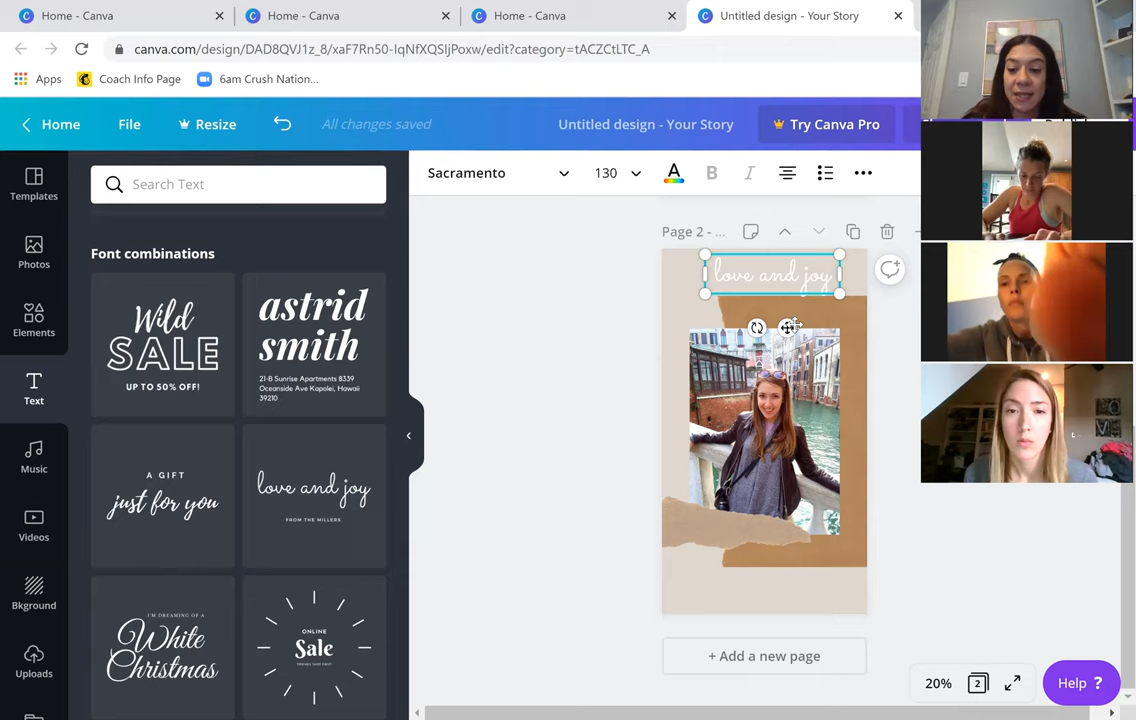 Home - Canva
Home - Canva
Home - Canva
Untitled design - Your Story
canva.com/design/DAD8QVJ1z_8/xaF7Rn50-IqNfXQSljPoxw/edit?category=tACZCtLTC_A
Apps
Coach Info Page
6am Crush Nation...
Home
File
Resize
All changes saved
Untitled design - Your Story
Try Canva Pro
Templates
Photos
Elements
Text
Music
Videos
Bkground
Uploads
Search Text
Sacramento
130
A
B
I
Font combinations
Wild
SALE
UP TO 50% OFF!
astrid
smith
21-B Sunrise Apartments 8339
Oceanside Ave Kapolei, Hawaii
39210
A GIFT
just for you
love and joy
FROM THE MILLERS
I'M DREAMING OF A
White
Christmas
ONLINE
Sale
Page 2 - ...
love and joy
+ Add a new page
20%
2
Help ?